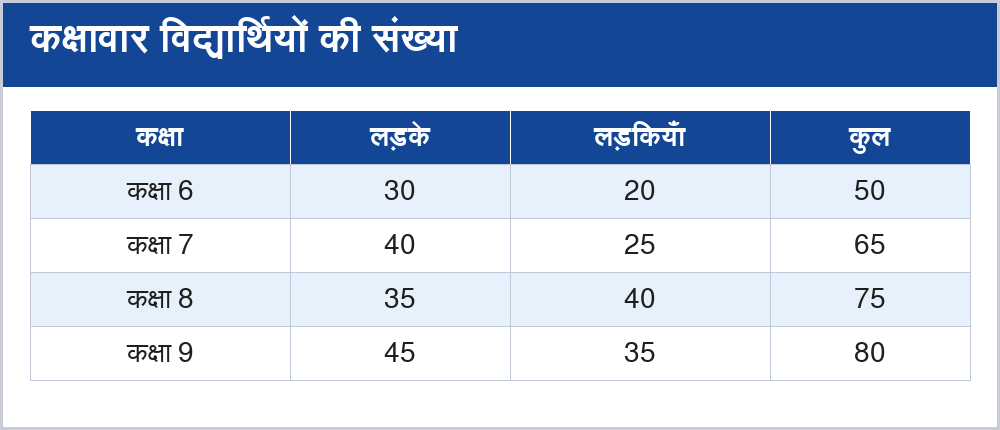 कक्षावार विद्यार्थियों की संख्या
कक्षा लड़के लड़कियाँ कुल
कक्षा 6 30 20 50
कक्षा 7 40 25 65
कक्षा 8 35 40 75
कक्षा 9 45 35 80